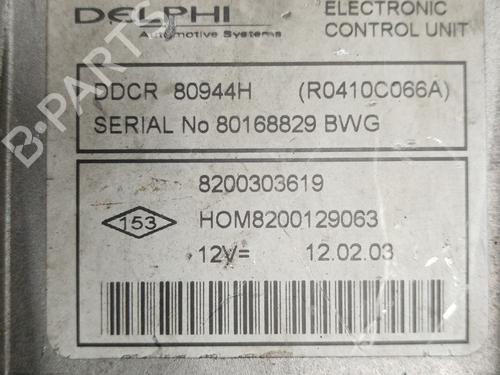 DELPHI
Automotive Systems
ELECTRONIC
CONTROL UNIT
DDCR 80944H (R0410C066A)
SERIAL No 80168829 BWG
8200303619
153
HOM8200129063
12V= 12.02.03
B-PARTS